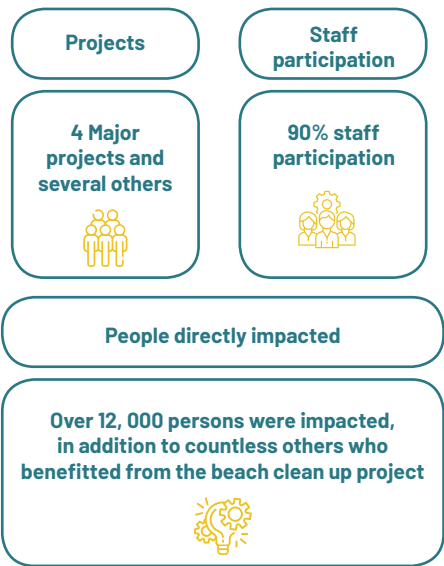 Projects
Staff
participation
4 Major
projects and
several others
90% staff
participation
People directly impacted
Over 12, 000 persons were impacted,
in addition to countless others who
benefitted from the beach clean up project